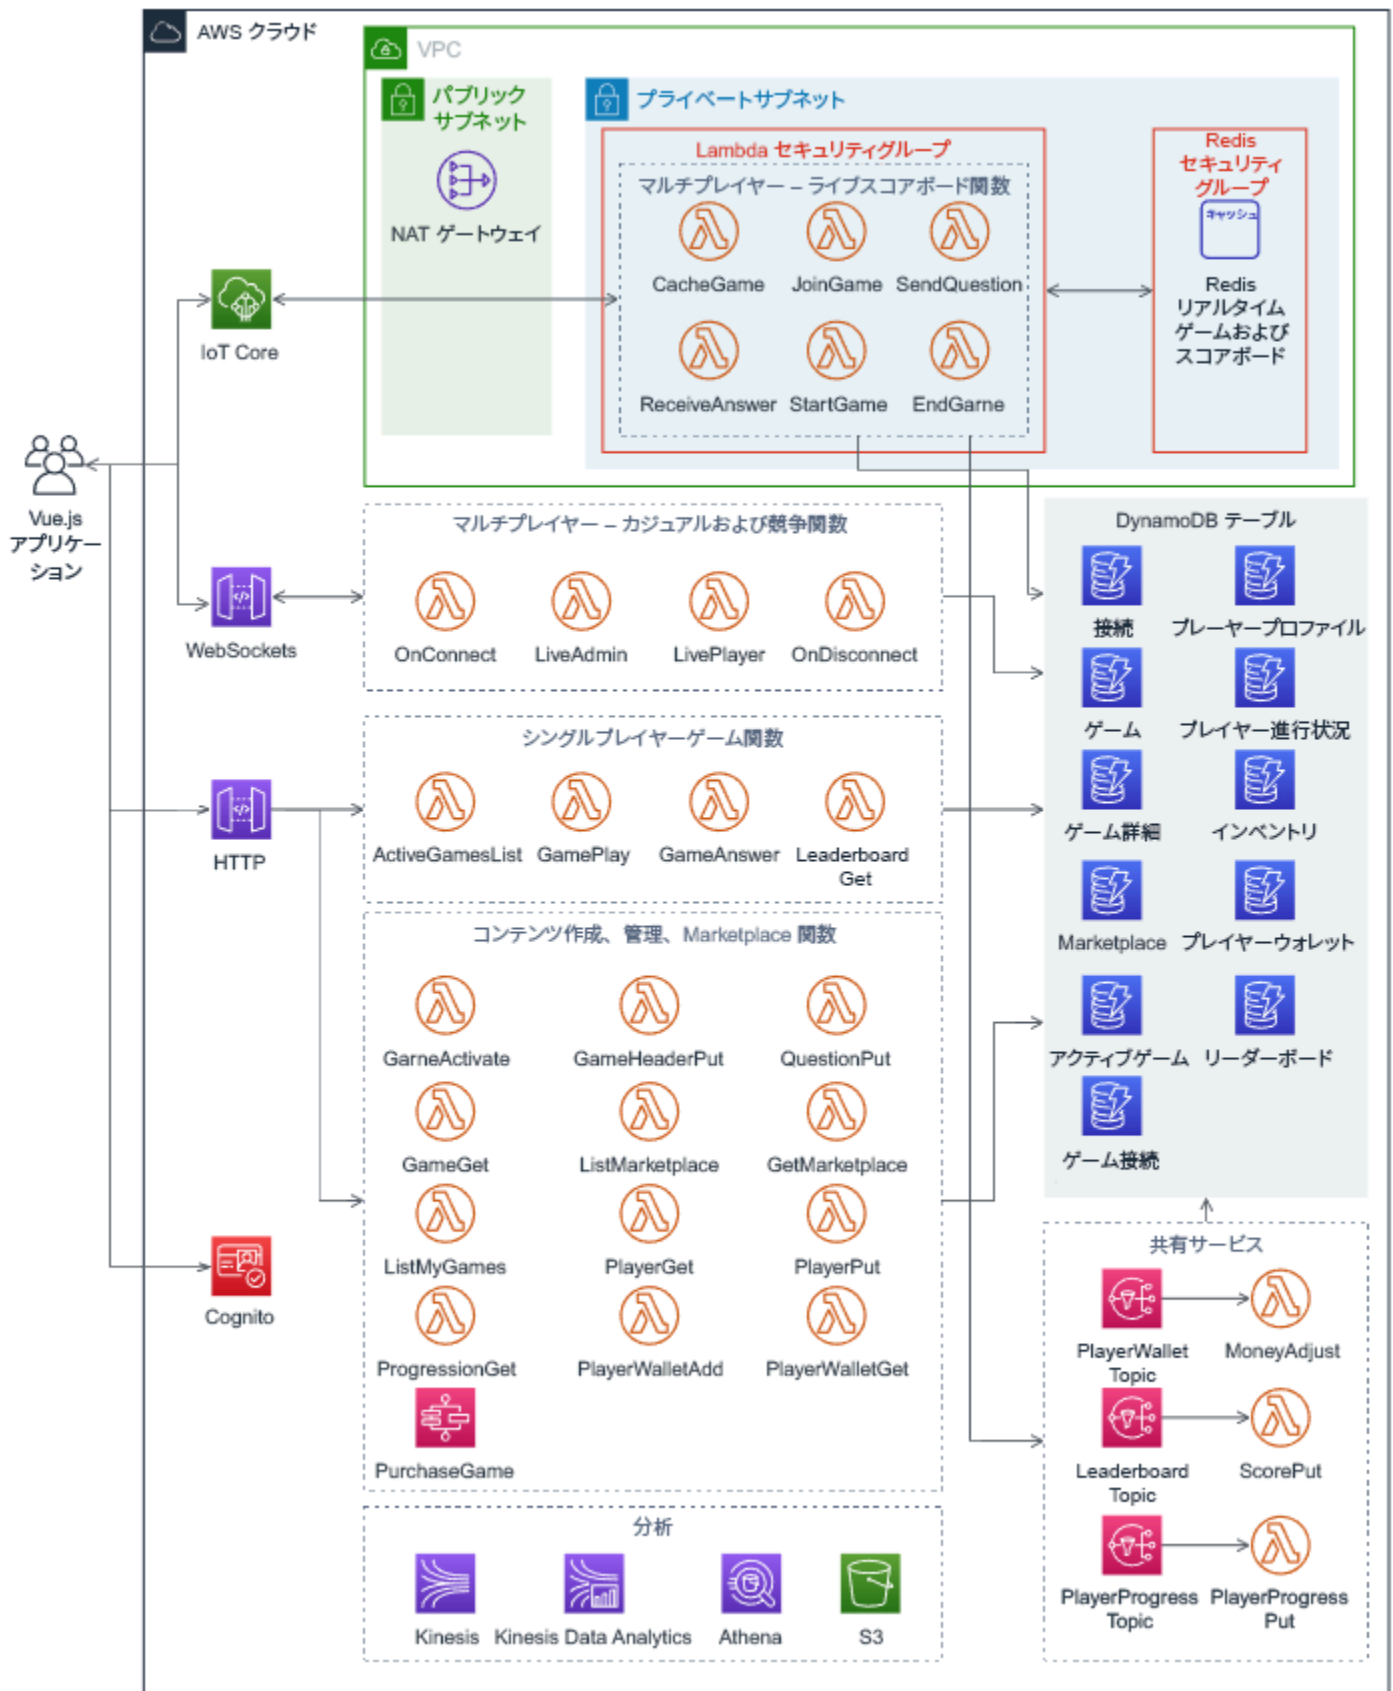 AWS クラウド
VPC
パブリック
サブネット
NAT ゲートウェイ
プライベートサブネット
Lambda セキュリティグループ
マルチプレイヤー – ライブスコアボード関数
CacheGame
JoinGame
SendQuestion
ReceiveAnswer
StartGame
EndGarne
Redis
セキュリティ
グループ
キャッシュ
Redis
リアルタイム
ゲームおよび
スコアボード
IoT Core
Vue.js
アプリケー
ション
WebSockets
HTTP
Cognito
マルチプレイヤー – カジュアルおよび競争関数
OnConnect
LiveAdmin
LivePlayer
OnDisconnect
シングルプレイヤーゲーム関数
ActiveGamesList
GamePlay
GameAnswer
Leaderboard
Get
コンテンツ作成、管理、Marketplace 関数
GarneActivate
GameHeaderPut
QuestionPut
GameGet
ListMarketplace
GetMarketplace
ListMyGames
PlayerGet
PlayerPut
ProgressionGet
PlayerWalletAdd
PlayerWalletGet
PurchaseGame
分析
Kinesis
Kinesis Data Analytics
Athena
S3
DynamoDB テーブル
接続
プレーヤープロファイル
ゲーム
プレイヤー進行状況
ゲーム詳細
インベントリ
Marketplace
プレイヤーウォレット
アクティブゲーム
リーダーボード
ゲーム接続
共有サービス
PlayerWallet
Topic
MoneyAdjust
Leaderboard
Topic
ScorePut
PlayerProgress
Topic
PlayerProgress
Put